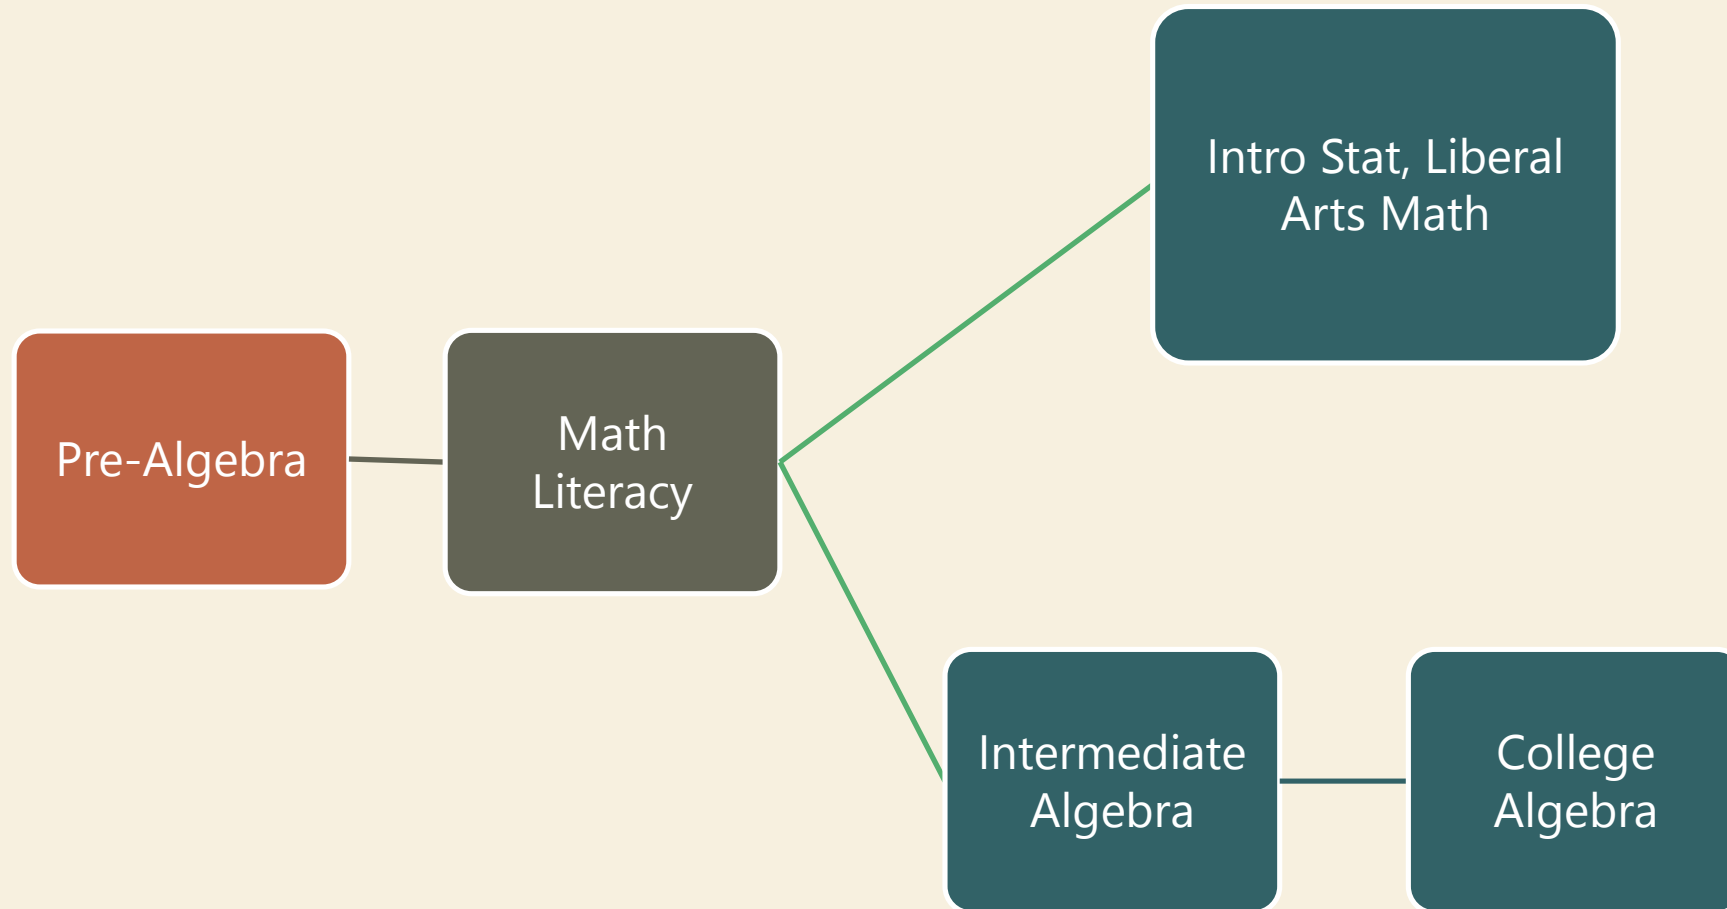 Pre-Algebra
Math
Literacy
Intro Stat, Liberal
Arts Math
Intermediate
Algebra
College
Algebra